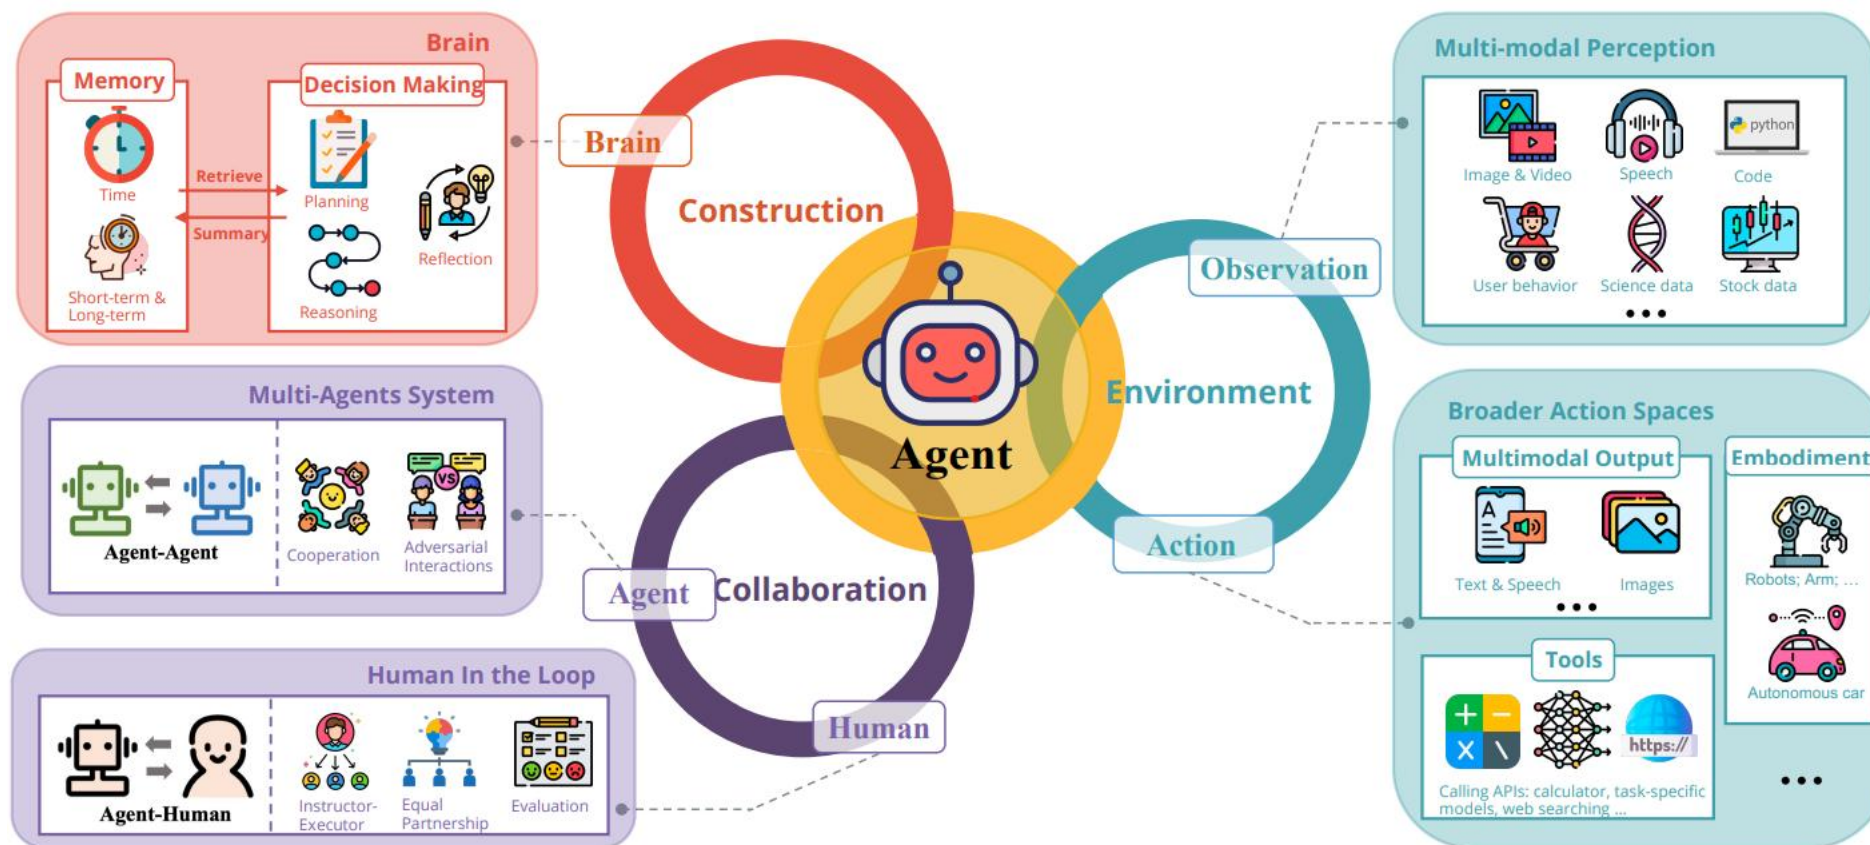 Brain
Memory
Time
Short-term &
Long-term
Retrieve
Summary
Decision Making
Planning
Reasoning
Reflection
Brain
Construction
Multi-Agents System
Agent-Agent
Cooperation
Adversarial
Interactions
Human In the Loop
Agent-Human
Instructor-
Executor
Equal
Partnership
Evaluation
Agent
Collaboration
Human
Agent
Environment
Observation
Action
Multi-modal Perception
Image & Video
Speech
python
Code
User behavior
Science data
Stock data
...
Broader Action Spaces
Multimodal Output
A
Text & Speech
Images
...
Embodiment
Robots; Arm; ...
Autonomous car
Tools
+ −
X \
https://
Calling APIs: calculator, task-specific
models, web searching ...
...
VS